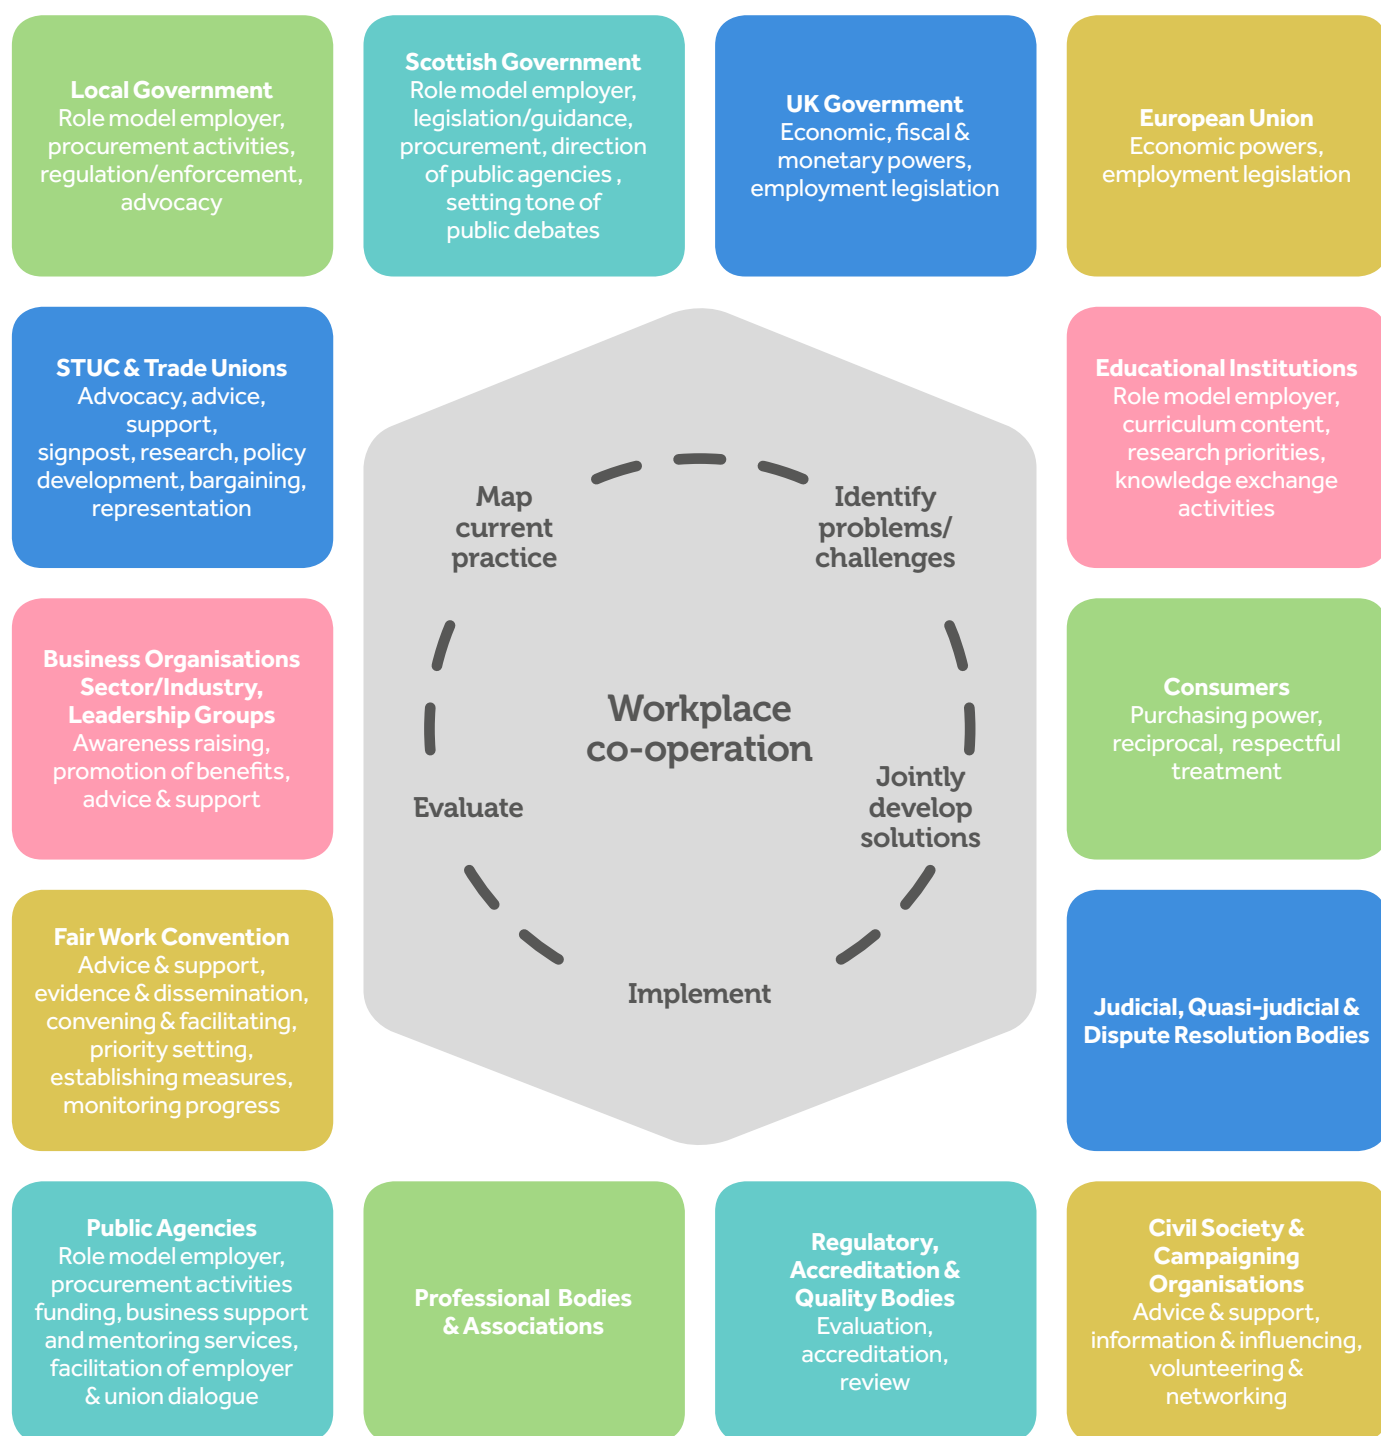 Local Government
Role model employer,
procurement activities,
regulation/enforcement,
advocacy
Scottish Government
Role model employer,
legislation/guidance,
procurement, direction
of public agencies ,
setting tone of
public debates
UK Government
Economic, fiscal &
monetary powers,
employment legislation
European Union
Economic powers,
employment legislation
STUC & Trade Unions
Advocacy, advice,
support,
signpost, research, policy
development, bargaining,
representation
Educational Institutions
Role model employer,
curriculum content,
research priorities,
knowledge exchange
activities
Map
current
practice
Identify
problems/
challenges
Workplace
co-operation
Evaluate
Jointly
develop
solutions
Implement
Business Organisations
Sector/Industry,
Leadership Groups
Awareness raising,
promotion of benefits,
advice & support
Consumers
Purchasing power,
reciprocal, respectful
treatment
Fair Work Convention
Advice & support,
evidence & dissemination,
convening & facilitating,
priority setting,
establishing measures,
monitoring progress
Judicial, Quasi-judicial &
Dispute Resolution Bodies
Public Agencies
Role model employer,
procurement activities
funding, business support
and mentoring services,
facilitation of employer
& union dialogue
Professional Bodies
& Associations
Regulatory,
Accreditation &
Quality Bodies
Evaluation,
accreditation,
review
Civil Society &
Campaigning
Organisations
Advice & support,
information & influencing,
volunteering &
networking